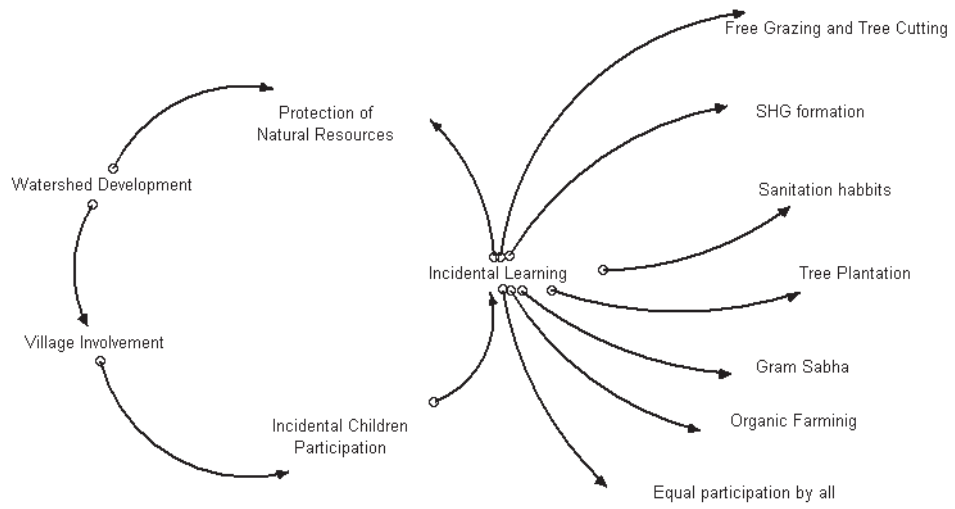 Free Grazing and Tree Cutting
Protection of
Natural Resources
SHG formation
Watershed Development
Sanitation habbits
Incidental Learning
Tree Plantation
Village Involvement
Gram Sabha
Incidental Children
Participation
Organic Farminig
Equal participation by all